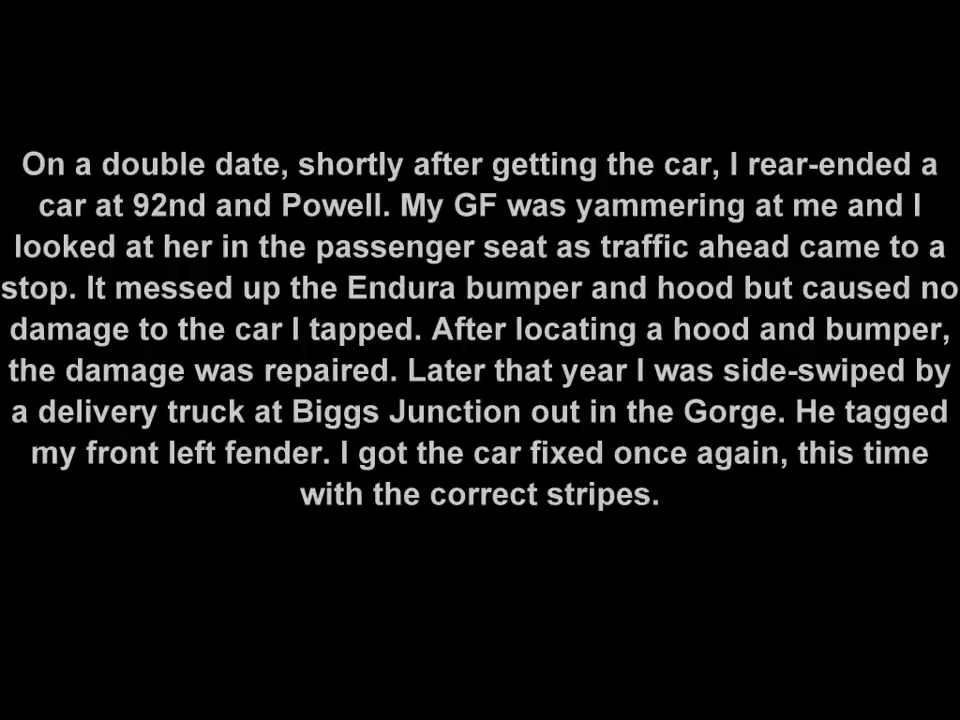 On a double date, shortly after getting the car, I rear-ended a
car at 92nd and Powell. My GF was yammering at me and I
looked at her in the passenger seat as traffic ahead came to a
stop. It messed up the Endura bumper and hood but caused no
damage to the car I tapped. After locating a hood and bumper,
the damage was repaired. Later that year I was side-swiped by
a delivery truck at Biggs Junction out in the Gorge. He tagged
my front left fender. I got the car fixed once again, this time
with the correct stripes.